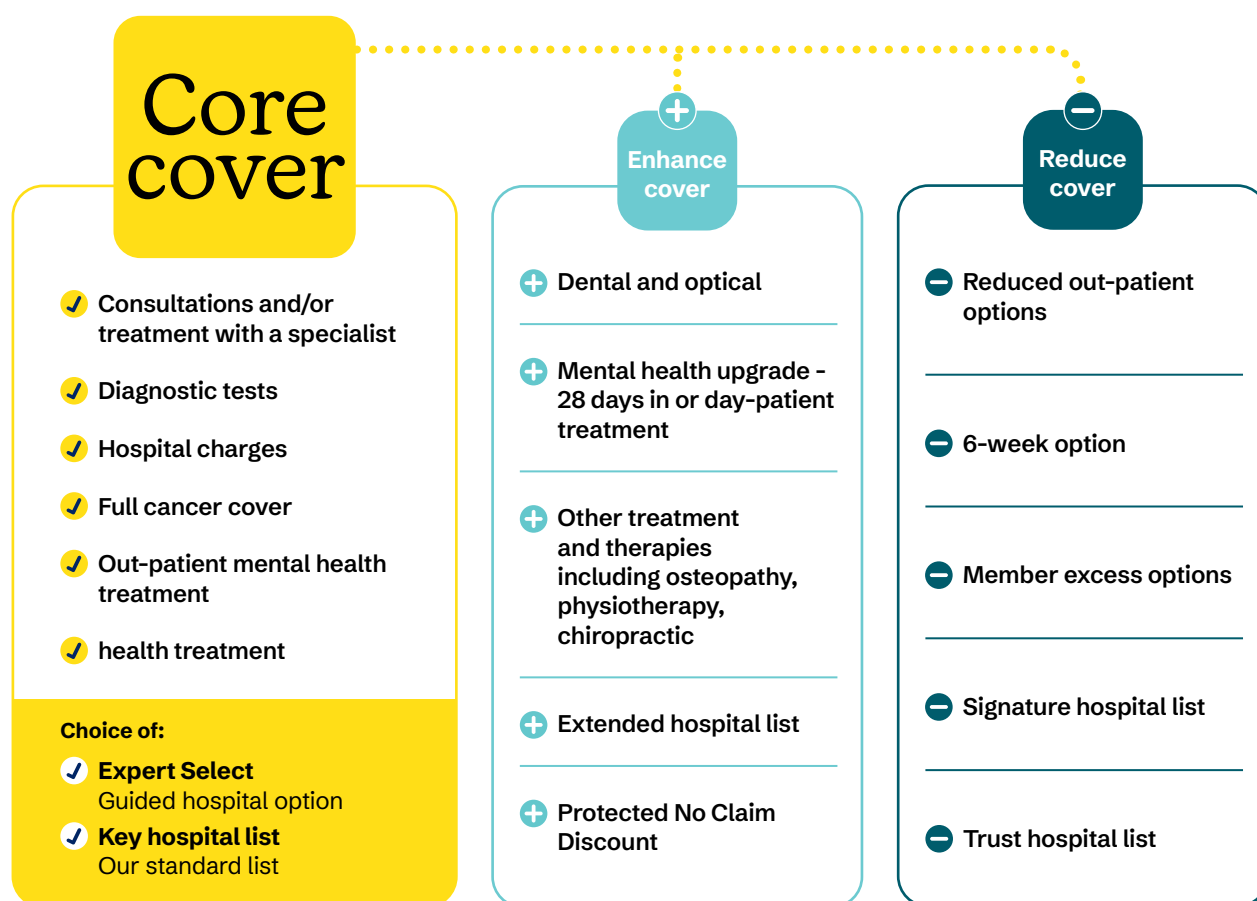 Core
cover
Consultations and/or
treatment with a specialist
Diagnostic tests
Hospital charges
Full cancer cover
Out-patient mental health
treatment
health treatment
Choice of:
Expert Select
Guided hospital option
Key hospital list
Our standard list
Enhance
cover
Dental and optical
Mental health upgrade -
28 days in or day-patient
treatment
Other treatment
and therapies
including osteopathy,
physiotherapy,
chiropractic
Extended hospital list
Protected No Claim
Discount
Reduce
cover
Reduced out-patient
options
6-week option
Member excess options
Signature hospital list
Trust hospital list